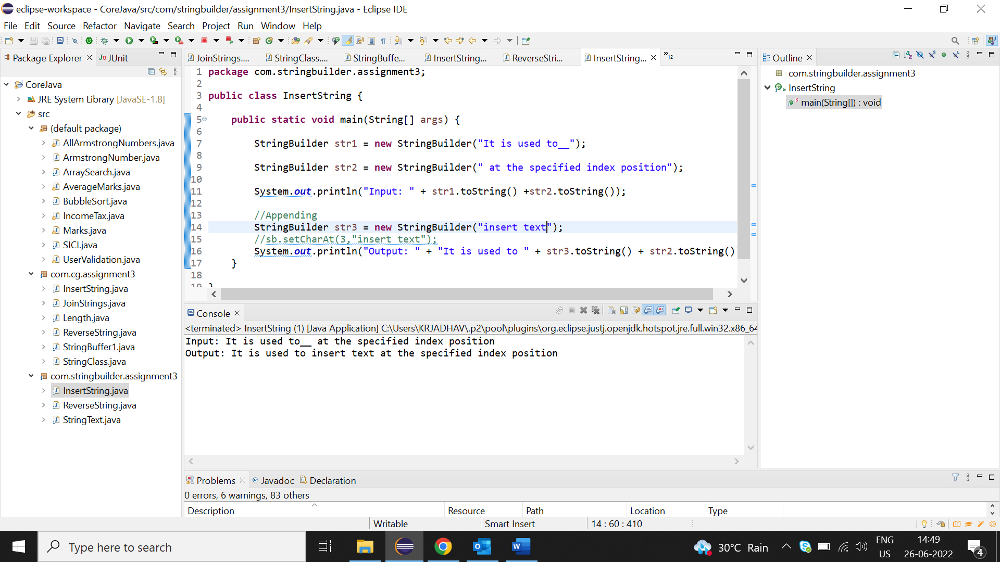 eclipse-workspace - CoreJava/src/com/stringbuilder/assignment3/InsertString.java - Eclipse IDE
File Edit Source Refactor Navigate Search Project Run Window Help
Package Explorer
JUnit
CoreJava
JRE System Library [JavaSE-1.8]
src
(default package)
AllArmstrongNumbers.java
ArmstrongNumber.java
ArraySearch.java
AverageMarks.java
BubbleSort.java
IncomeTax.java
Marks.java
SICI.java
UserValidation.java
com.cg.assignment3
InsertString.java
JoinStrings.java
Length.java
ReverseString.java
StringBuffer1.java
StringClass.java
com.stringbuilder.assignment3
InsertString.java
ReverseString.java
StringText.java
JoinStrings.... StringClass.... StringBuffe... InsertString... ReverseStri... InsertString... »12
1 package com.stringbuilder.assignment3;
2
3 public class InsertString {
4
5 public static void main(String[] args) {
6
7 StringBuilder str1 = new StringBuilder("It is used to__");
8
9 StringBuilder str2 = new StringBuilder(" at the specified index position");
10
11 System.out.println("Input: " + str1.toString() +str2.toString());
12
13 //Appending
14 StringBuilder str3 = new StringBuilder("insert text");
15 //sb.setCharAt(3,"insert text");
16 System.out.println("Output: " + "It is used to " + str3.toString() + str2.toString()
17 }
18
19 }
Console
<terminated> InsertString (1) [Java Application] C:\Users\KRJADHAV\.p2\pool\plugins\org.eclipse.justj.openjdk.hotspot.jre.full.win32.x86_64
Input: It is used to__ at the specified index position
Output: It is used to insert text at the specified index position
Problems Javadoc Declaration
0 errors, 6 warnings, 83 others
Description Resource Path Location Type
Outline
com.stringbuilder.assignment3
InsertString
main(String[]) : void
Writable Smart Insert 14 : 60 : 410
Type here to search
30°C Rain
ENG
US
14:49
26-06-2022
4